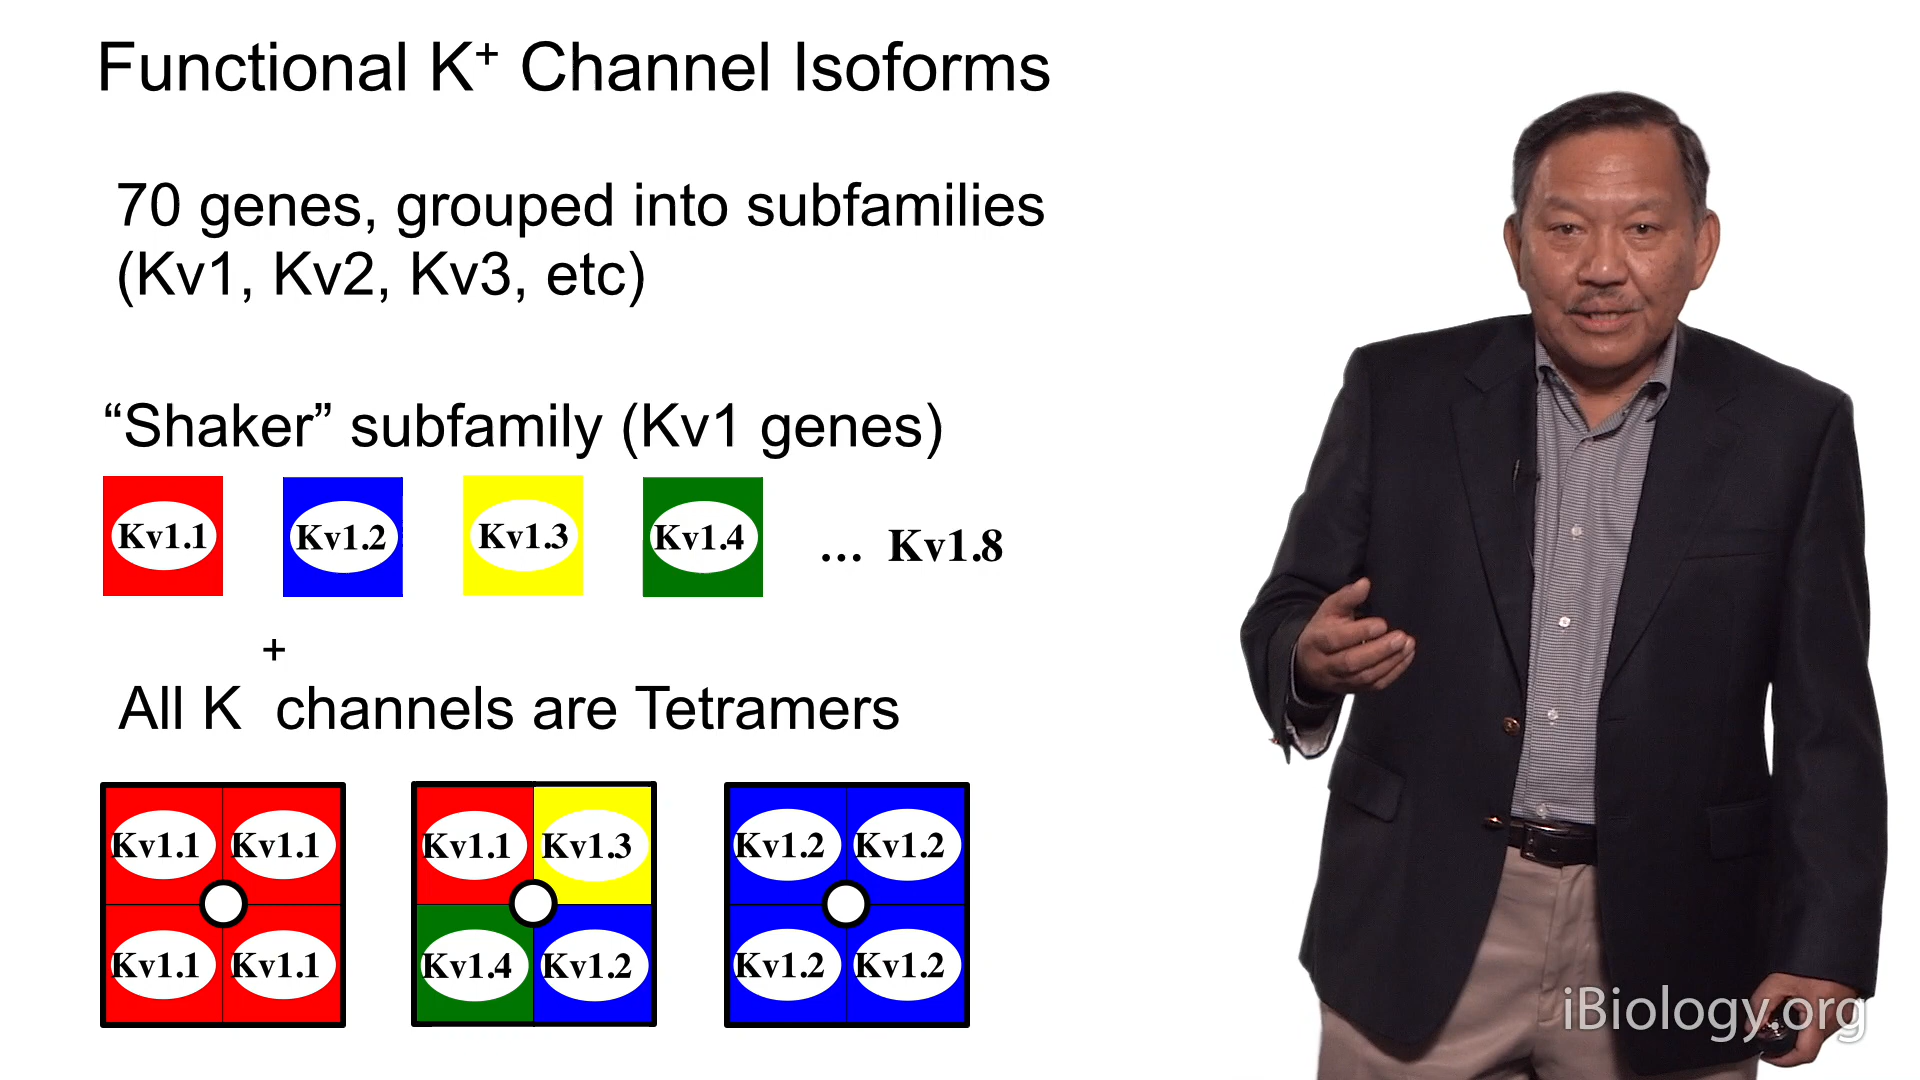 Functional K⁺ Channel Isoforms
70 genes, grouped into subfamilies
(Kv1, Kv2, Kv3, etc)
“Shaker” subfamily (Kv1 genes)
Kv1.1 Kv1.2 Kv1.3 Kv1.4 ... Kv1.8
All K⁺ channels are Tetramers
Kv1.1 Kv1.1 Kv1.1 Kv1.3 Kv1.2 Kv1.2
Kv1.1 Kv1.1 Kv1.4 Kv1.2 Kv1.2 Kv1.2
iBiology.org